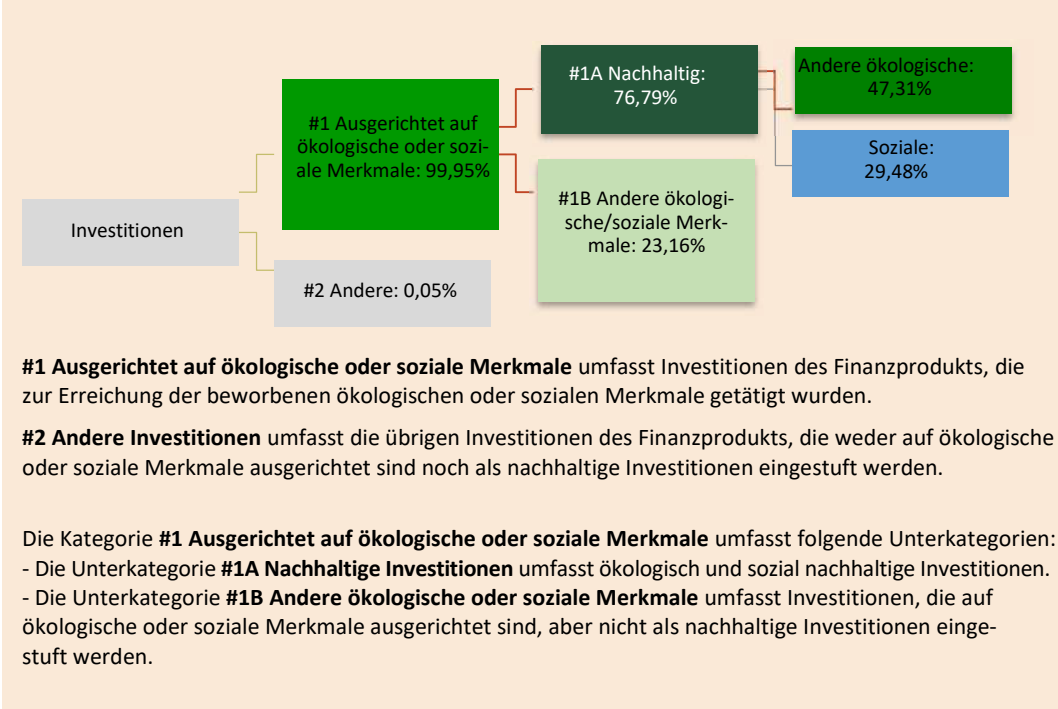 #1A Nachhaltig:
76,79%
Andere ökologische:
47,31%
#1 Ausgerichtet auf
ökologische oder sozi-
ale Merkmale: 99,95%
Soziale:
29,48%
Investitionen
#1B Andere ökologi-
sche/soziale Merk-
male: 23,16%
#2 Andere: 0,05%
#1 Ausgerichtet auf ökologische oder soziale Merkmale umfasst Investitionen des Finanzprodukts, die
zur Erreichung der beworbenen ökologischen oder sozialen Merkmale getätigt wurden.
#2 Andere Investitionen umfasst die übrigen Investitionen des Finanzprodukts, die weder auf ökologische
oder soziale Merkmale ausgerichtet sind noch als nachhaltige Investitionen eingestuft werden.
Die Kategorie #1 Ausgerichtet auf ökologische oder soziale Merkmale umfasst folgende Unterkategorien:
- Die Unterkategorie #1A Nachhaltige Investitionen umfasst ökologisch und sozial nachhaltige Investitionen.
- Die Unterkategorie #1B Andere ökologische oder soziale Merkmale umfasst Investitionen, die auf
ökologische oder soziale Merkmale ausgerichtet sind, aber nicht als nachhaltige Investitionen einge-
stuft werden.